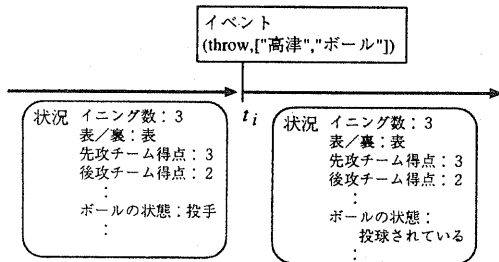 イベント
(throw,["高津","ボール"])
t i
状況 イニング数：3
表／裏：表
先攻チーム得点：3
後攻チーム得点：2
：
ボールの状態：投手
：
状況 イニング数：3
表／裏：表
先攻チーム得点：3
後攻チーム得点：2
：
ボールの状態：
投球されている
：